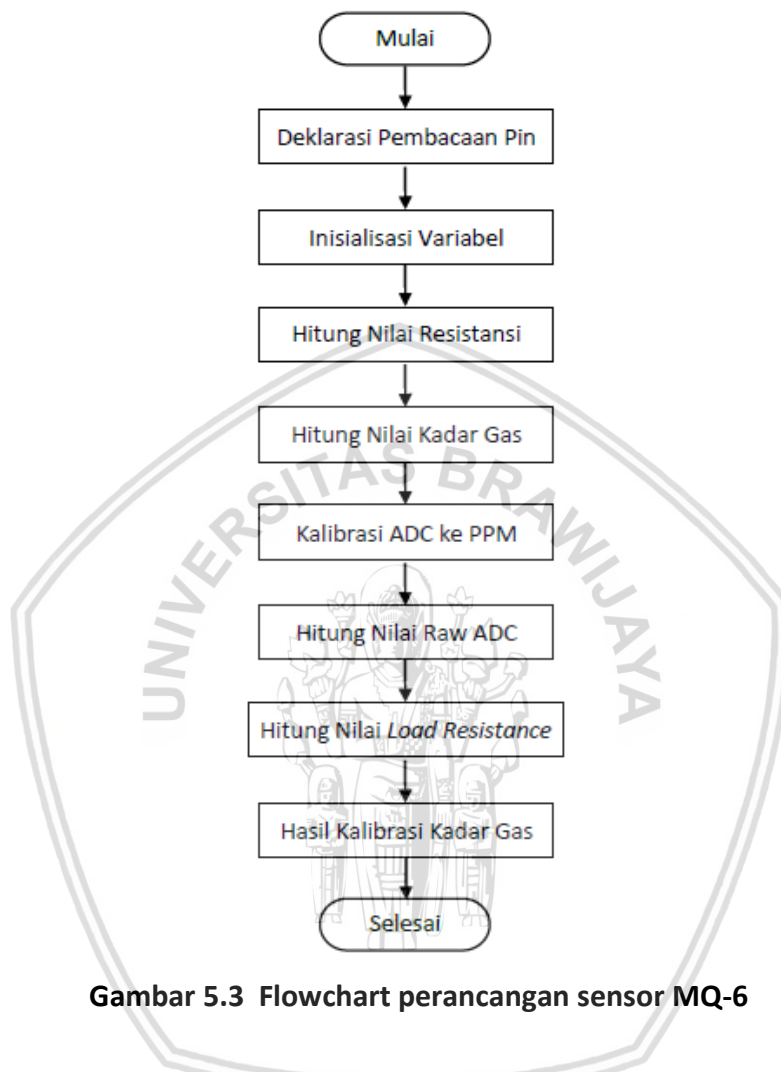 Mulai
Deklarasi Pembacaan Pin
Inisialisasi Variabel
Hitung Nilai Resistansi
Hitung Nilai Kadar Gas
UNIVERSITAS BRAWIJAYA
Kalibrasi ADC ke PPM
Hitung Nilai Raw ADC
Hitung Nilai Load Resistance
Hasil Kalibrasi Kadar Gas
Selesai
Gambar 5.3 Flowchart perancangan sensor MQ-6